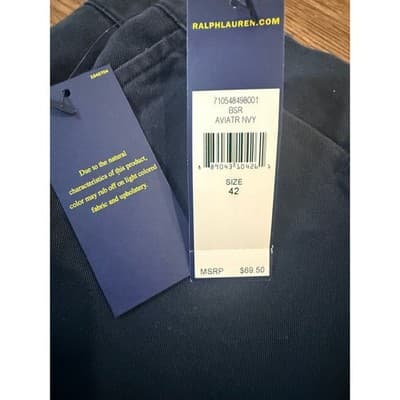 RALPHLAUREN.COM
710548498001
BSR
AVIATR NVY
SIZE
42
MSRP $69.50
Due to the natural
characteristics of this product,
color may rub off on light colored
fabric and upholstery.